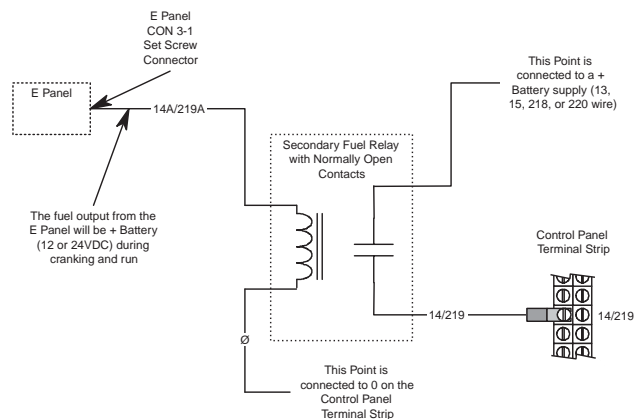 E Panel
CON 3-1
Set Screw
Connector
E Panel
14A/219A
This Point is
connected to a +
Battery supply (13,
15, 218, or 220 wire)
Secondary Fuel Relay
with Normally Open
Contacts
The fuel output from the
E Panel will be + Battery
(12 or 24VDC) during
cranking and run
Control Panel
Terminal Strip
14/219
14/219
Ø
This Point is
connected to 0 on the
Control Panel
Terminal Strip